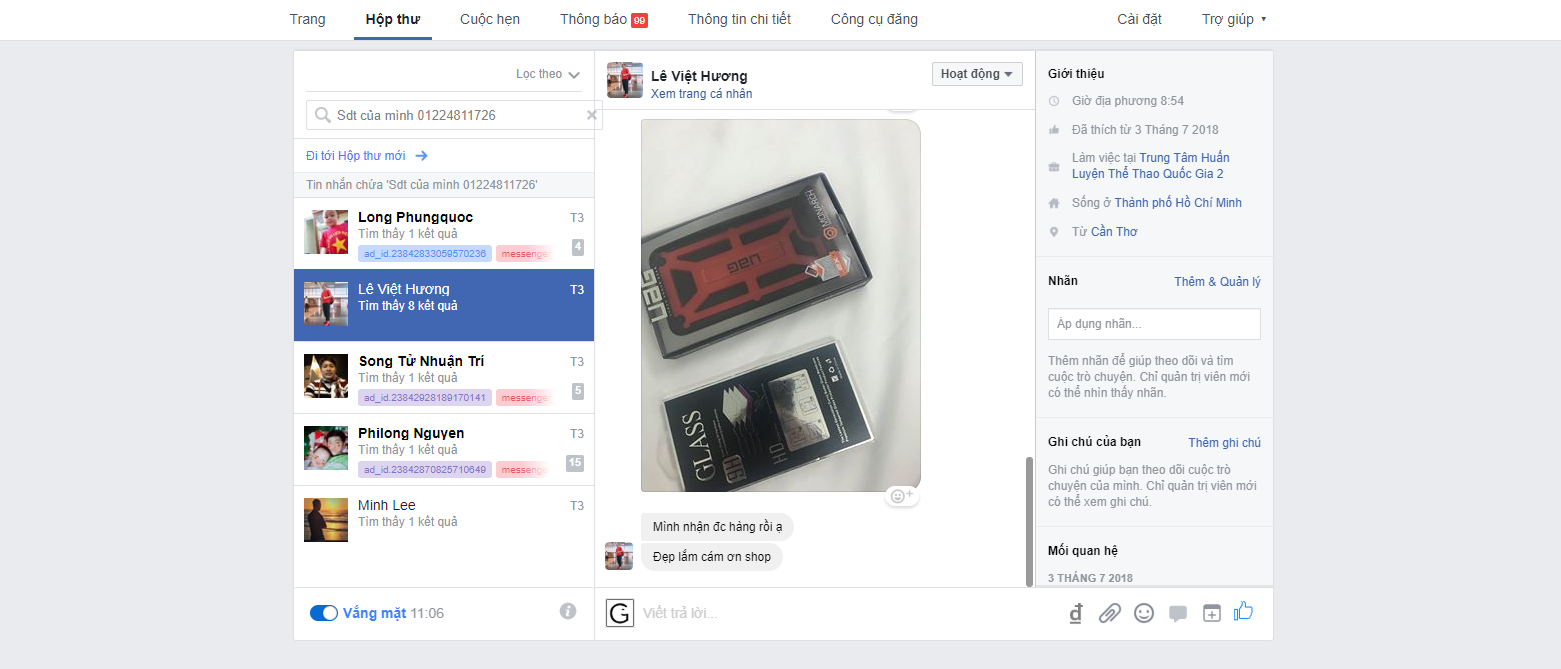 Trang
Hộp thư
Cuộc hẹn
Thông báo 99
Thông tin chi tiết
Công cụ đăng
Cài đặt
Trợ giúp
Lọc theo
Sdt của mình 01224811726
Đi tới Hộp thư mới
Tin nhắn chứa 'Sdt của mình 01224811726'
Long Phungquoc
T3
Tìm thấy 1 kết quả
4
ad_id.23842833059570236
messenger
Lê Việt Hương
T3
Tìm thấy 8 kết quả
Song Tử Nhuận Trí
T3
Tìm thấy 1 kết quả
5
ad_id.23842928189170141
messenger
Philong Nguyen
T3
Tìm thấy 1 kết quả
15
ad_id.23842870825710649
messenger
Minh Lee
T3
Tìm thấy 1 kết quả
Vắng mặt 11:06
Lê Việt Hương
Xem trang cá nhân
Hoạt động
MONARCH
UAG
UAG
GLASS
HD
Mình nhận đc hàng rồi ạ
Đẹp lắm cám ơn shop
G
Viết trả lời...
đ
Giới thiệu
Giờ địa phương 8:54
Đã thích từ 3 Tháng 7 2018
Làm việc tại Trung Tâm Huấn
Luyện Thể Thao Quốc Gia 2
Sống ở Thành phố Hồ Chí Minh
Từ Cần Thơ
Nhãn
Thêm & Quản lý
Áp dụng nhãn...
Thêm nhãn để giúp theo dõi và tìm
cuộc trò chuyện. Chỉ quản trị viên mới
có thể nhìn thấy nhãn.
Ghi chú của bạn
Thêm ghi chú
Ghi chú giúp bạn theo dõi cuộc trò
chuyện của mình. Chỉ quản trị viên mới
có thể xem ghi chú.
Mối quan hệ
3 THÁNG 7 2018